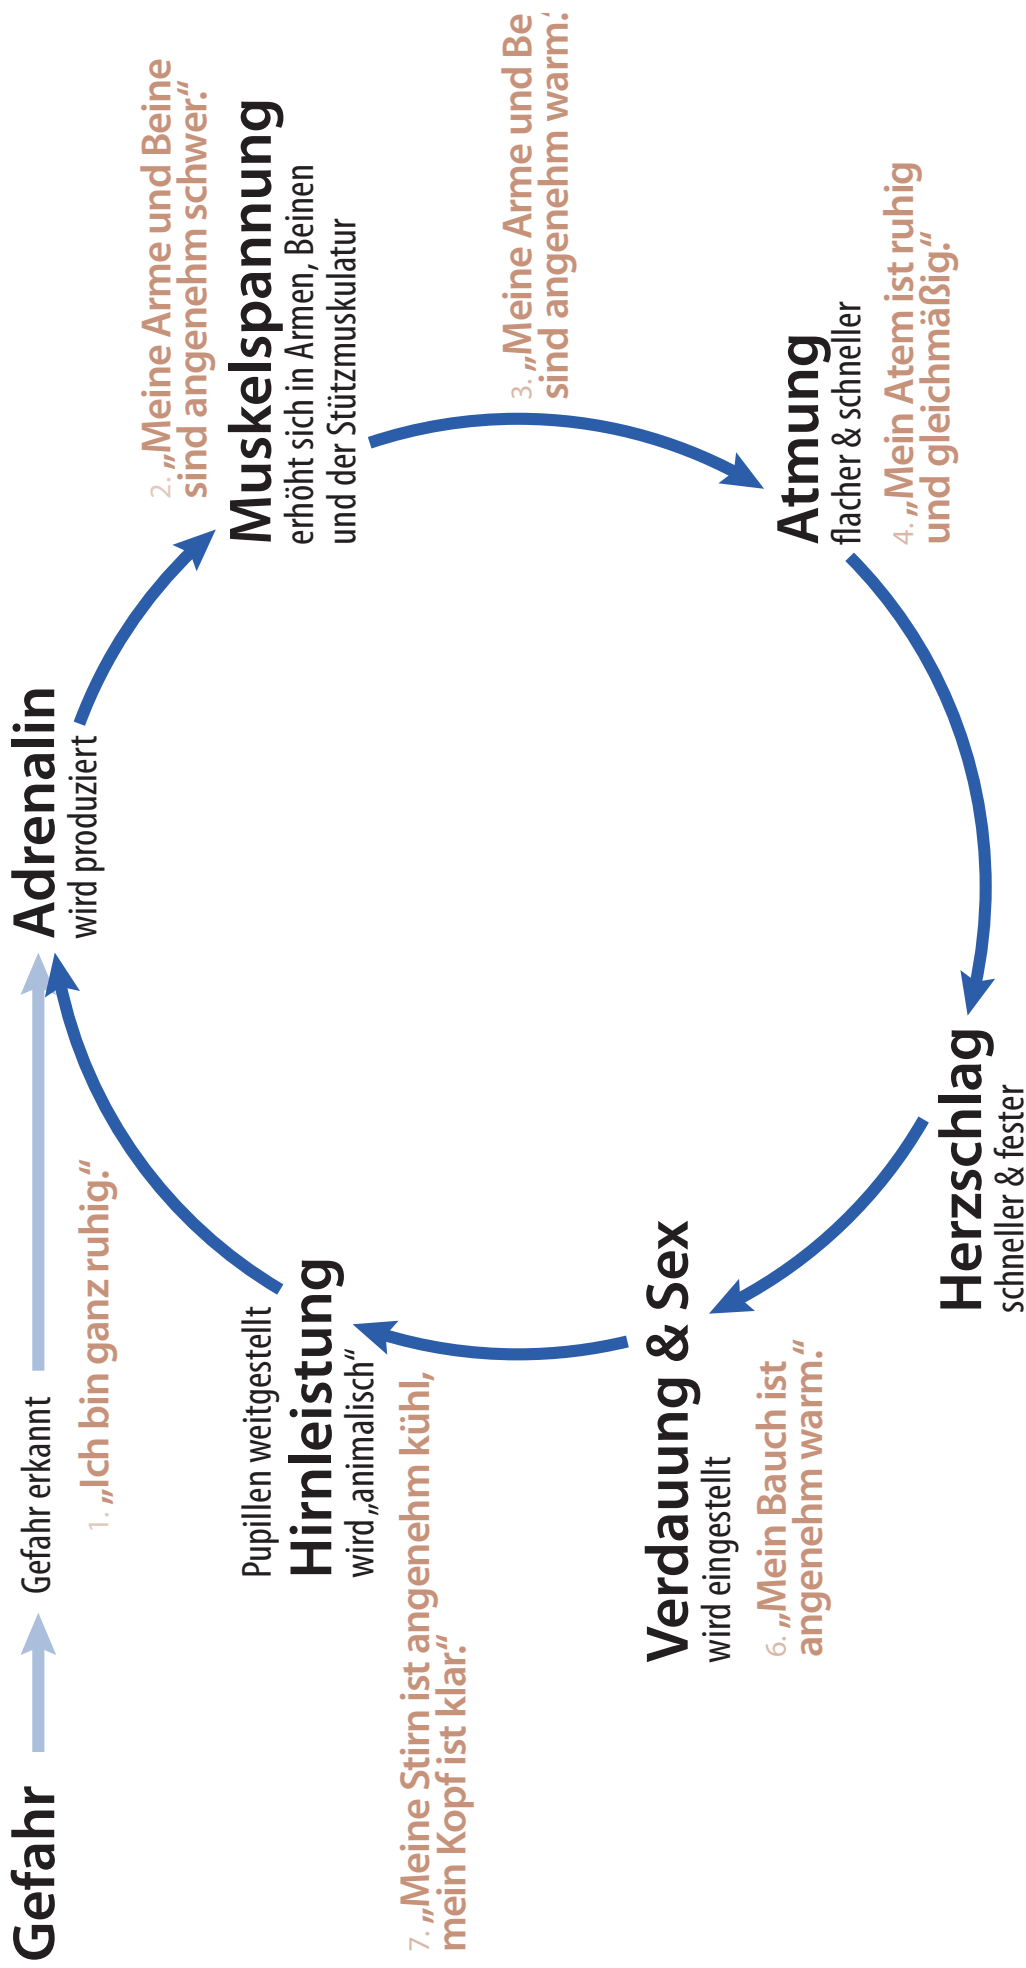 Gefahr
Gefahr erkannt
Adrenalin
wird produziert
1. „Ich bin ganz ruhig.“
2. „Meine Arme und Beine
sind angenehm schwer.“
Muskelspannung
erhöht sich in Armen, Beinen
und der Stützmuskulatur
3. „Meine Arme und Be
sind angenehm warm.“
Atmung
flacher & schneller
4. „Mein Atem ist ruhig
und gleichmäßig.“
Herzschlag
schneller & fester
Verdauung & Sex
wird eingestellt
6. „Mein Bauch ist
angenehm warm.“
Pupillen weitgestellt
Hirnleistung
wird „animalisch“
7. „Meine Stirn ist angenehm kühl,
mein Kopf ist klar.“